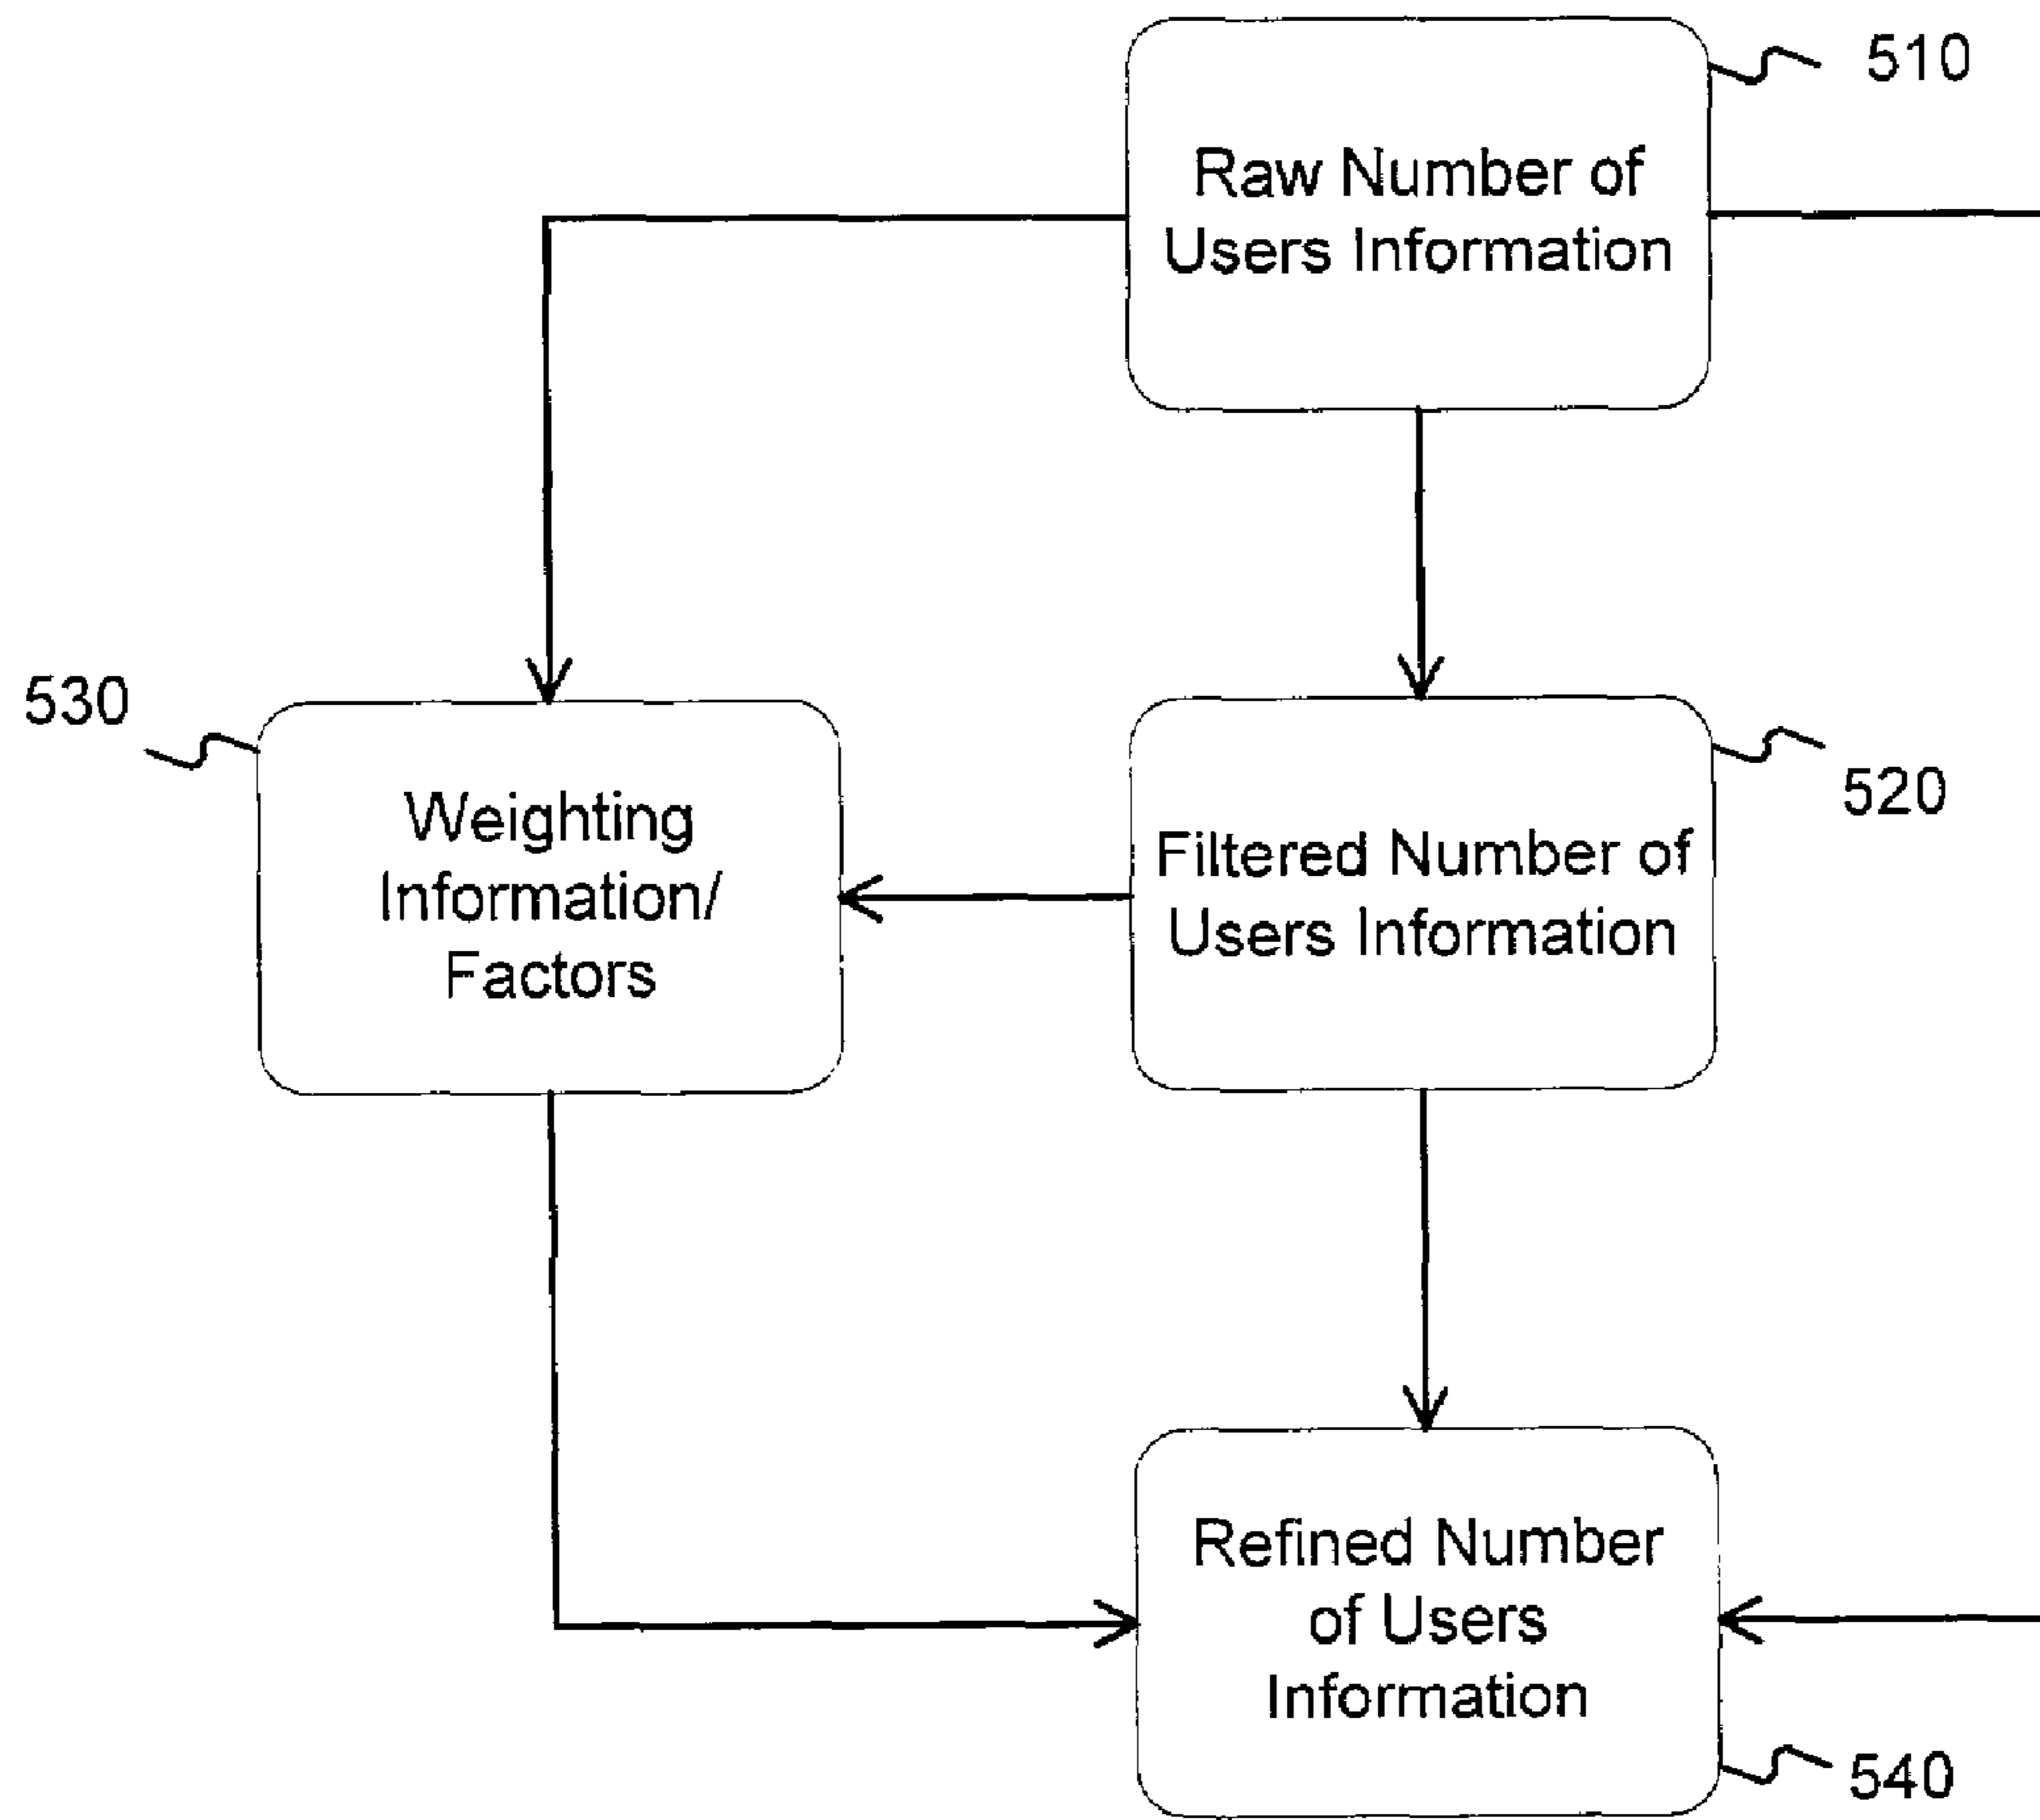 510
Raw Number of
Users Information
530
Weighting
Information/
Factors
520
Filtered Number of
Users Information
Refined Number
of Users
Information
540